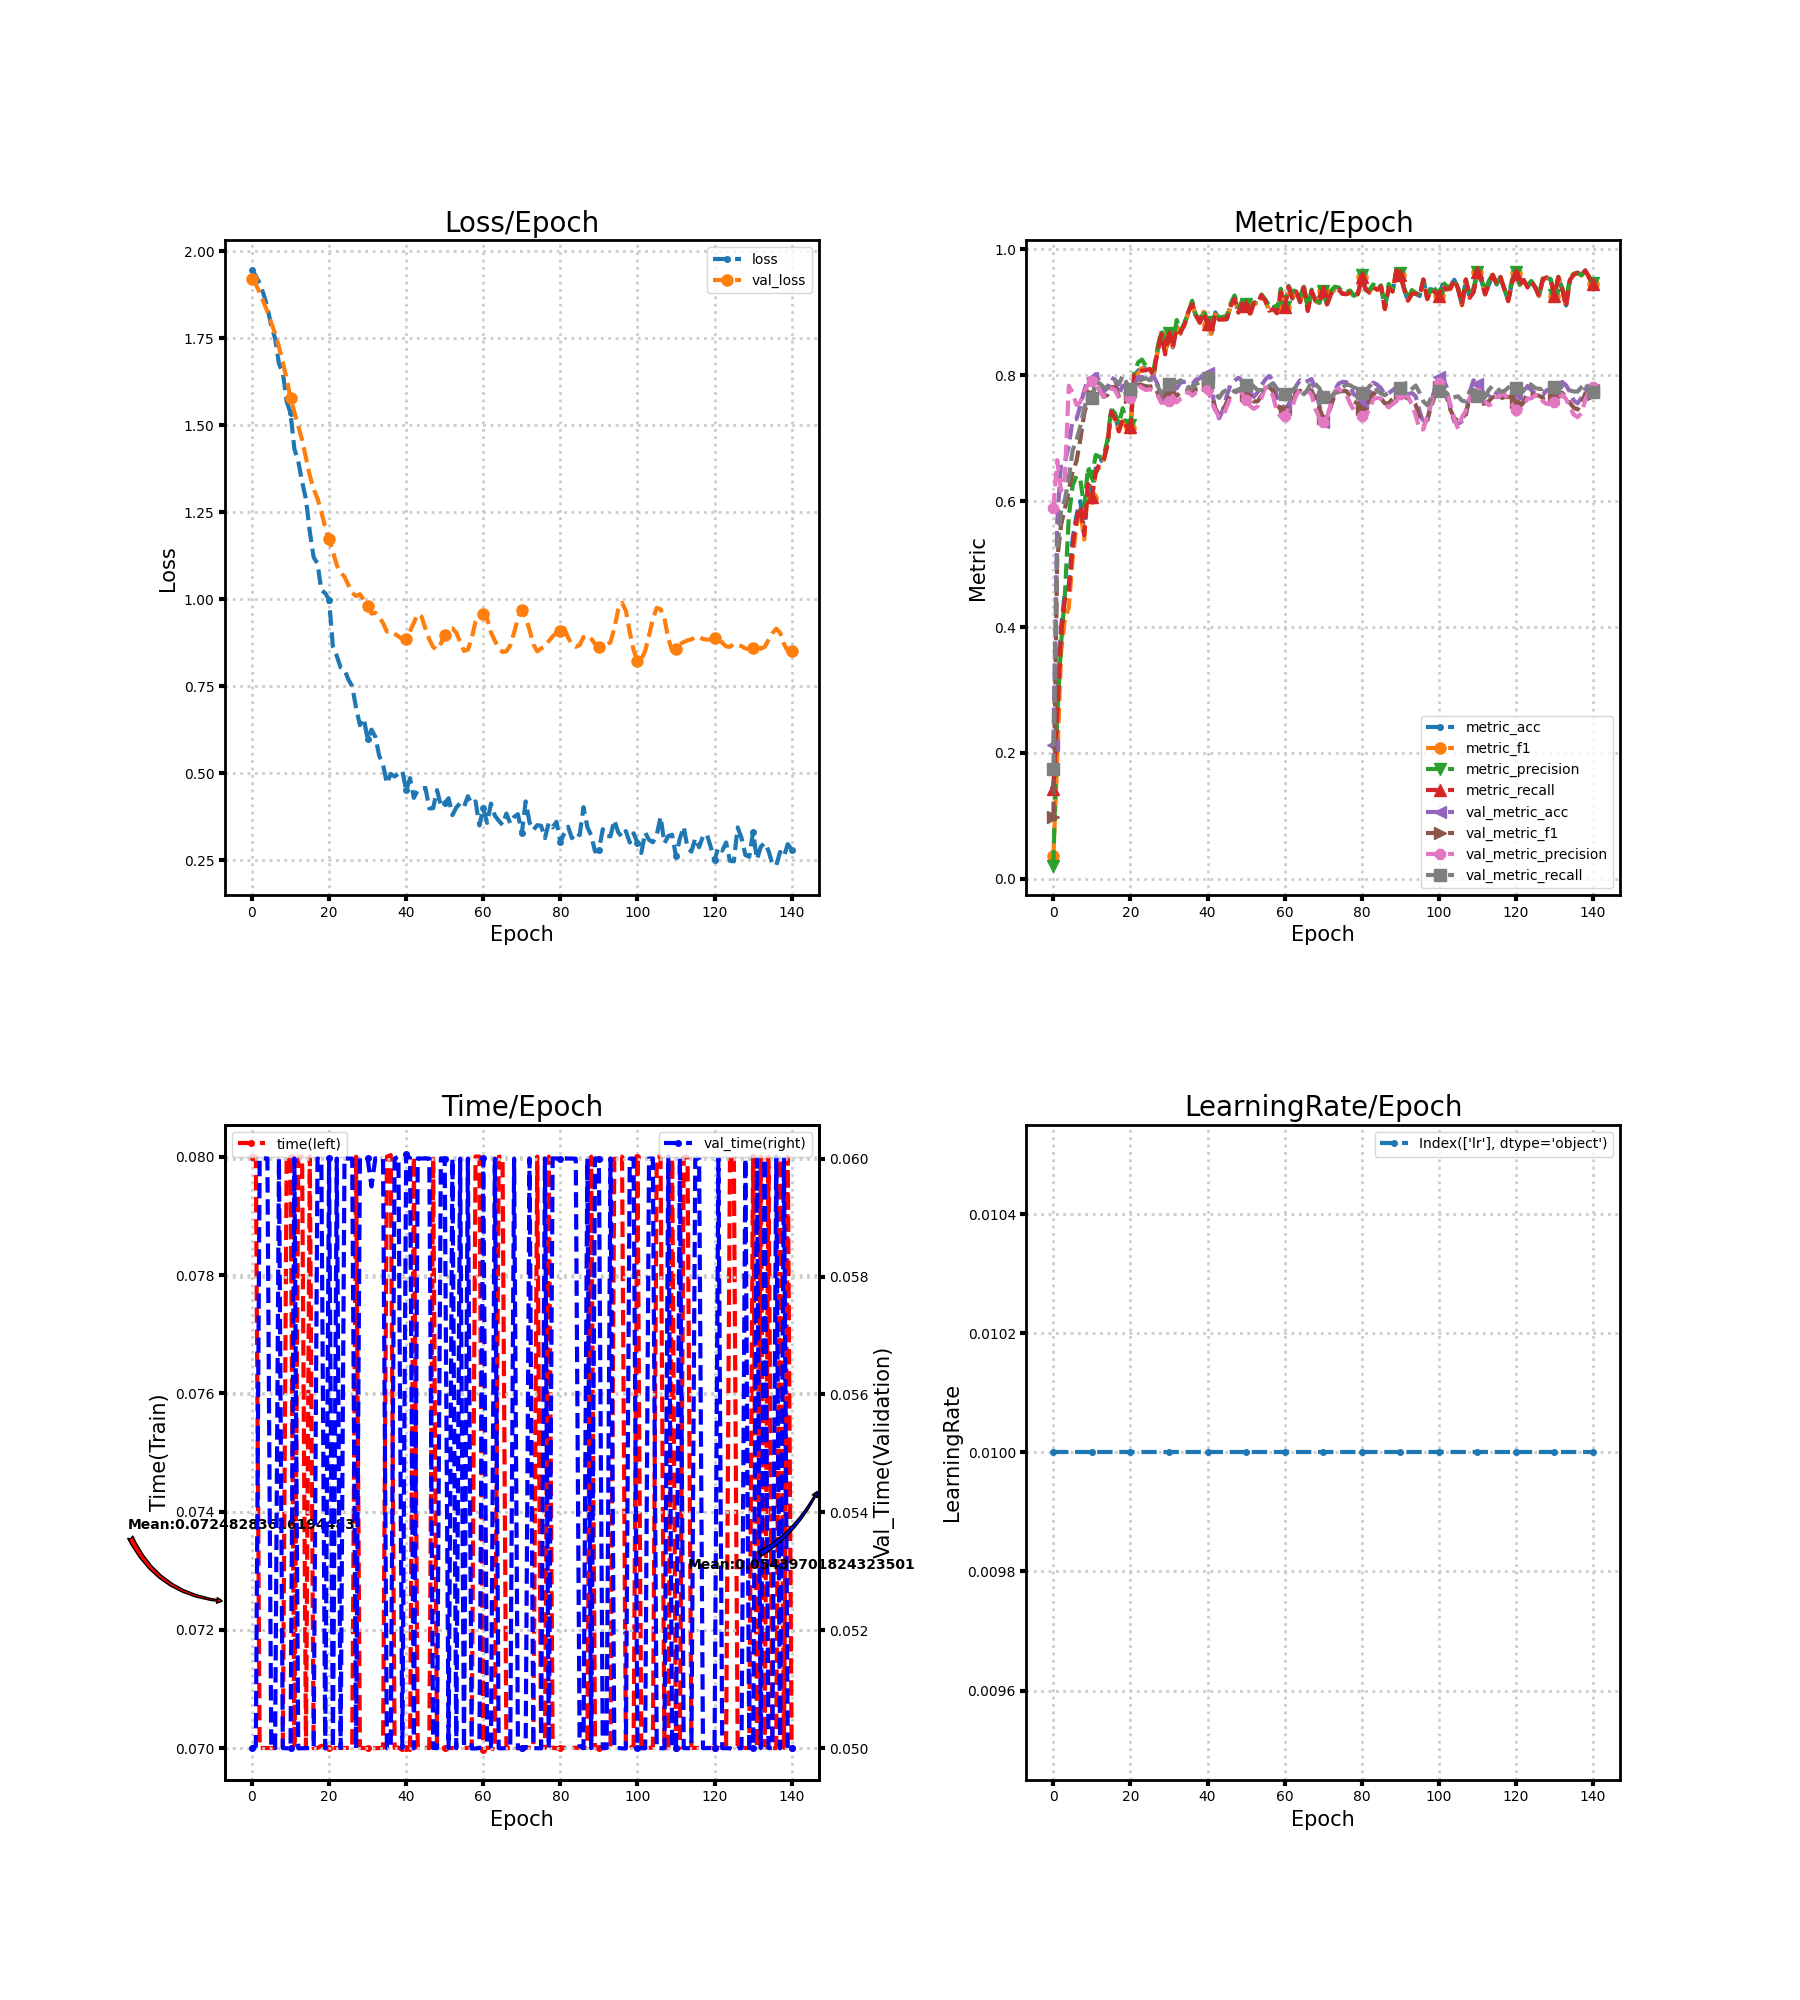 Loss/Epoch
2.00
1.75
1.50
1.25
1.00
0.75
0.50
0.25
Loss
loss
val_loss
0 20 40 60 80 100 120 140
Epoch
Metric/Epoch
1.0
0.8
0.6
0.4
0.2
0.0
Metric
metric_acc
metric_f1
metric_precision
metric_recall
val_metric_acc
val_metric_f1
val_metric_precision
val_metric_recall
0 20 40 60 80 100 120 140
Epoch
Time/Epoch
time(left)
val_time(right)
0.080
0.078
0.076
0.074
0.072
0.070
Time(Train)
0.060
0.058
0.056
0.054
0.052
0.050
Val_Time(Validation)
Mean:0.05439701824323501
0 20 40 60 80 100 120 140
Epoch
LearningRate/Epoch
Index(['lr'], dtype='object')
0.0104
0.0102
0.0100
0.0098
0.0096
LearningRate
0 20 40 60 80 100 120 140
Epoch